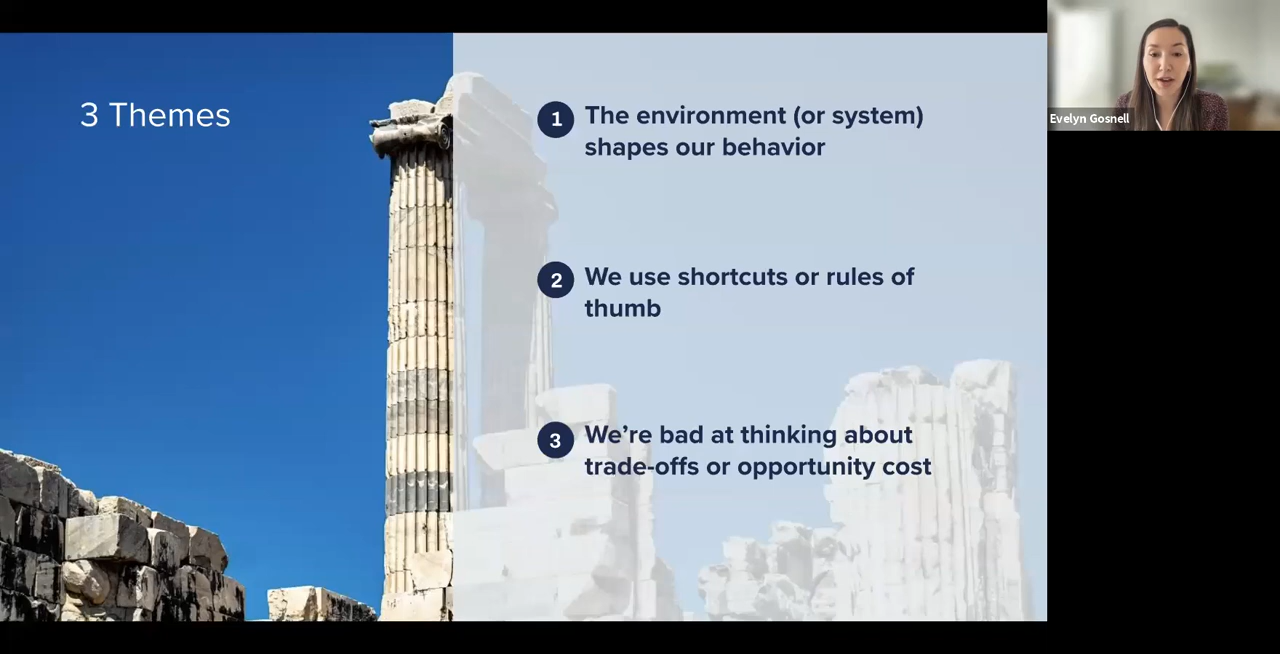 3 Themes
1
The environment (or system)
shapes our behavior
2
We use shortcuts or rules of
thumb
3
We’re bad at thinking about
trade-offs or opportunity cost
Evelyn Gosnell